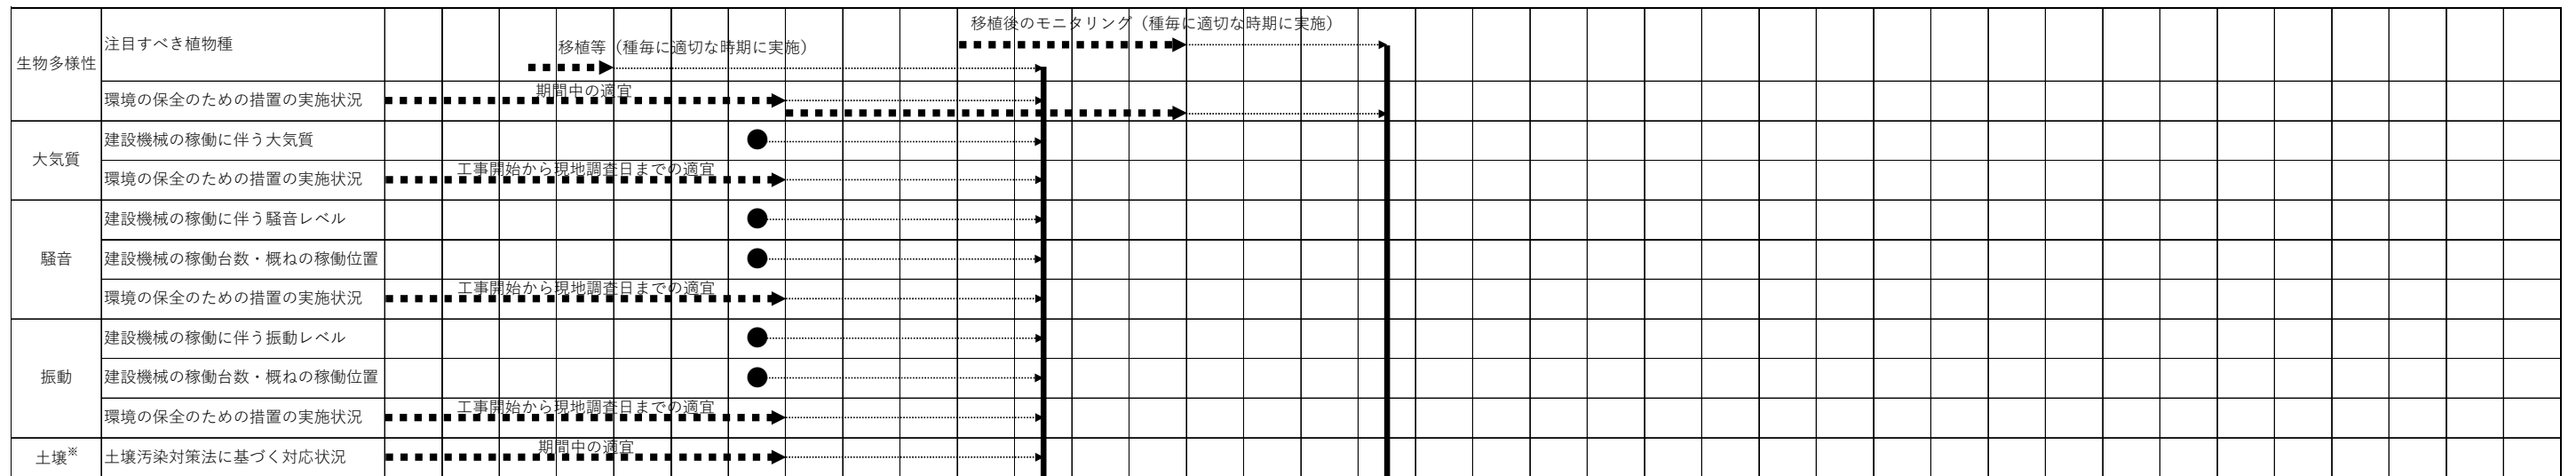 移植後のモニタリング（種毎に適切な時期に実施）
生物多様性
注目すべき植物種
移植等（種毎に適切な時期に実施）
環境の保全のための措置の実施状況
期間中の適宜
大気質
建設機械の稼働に伴う大気質
環境の保全のための措置の実施状況
工事開始から現地調査日までの適宜
騒音
建設機械の稼働に伴う騒音レベル
建設機械の稼働台数・概ねの稼働位置
環境の保全のための措置の実施状況
工事開始から現地調査日までの適宜
振動
建設機械の稼働に伴う振動レベル
建設機械の稼働台数・概ねの稼働位置
環境の保全のための措置の実施状況
工事開始から現地調査日までの適宜
土壌※
土壌汚染対策法に基づく対応状況
期間中の適宜